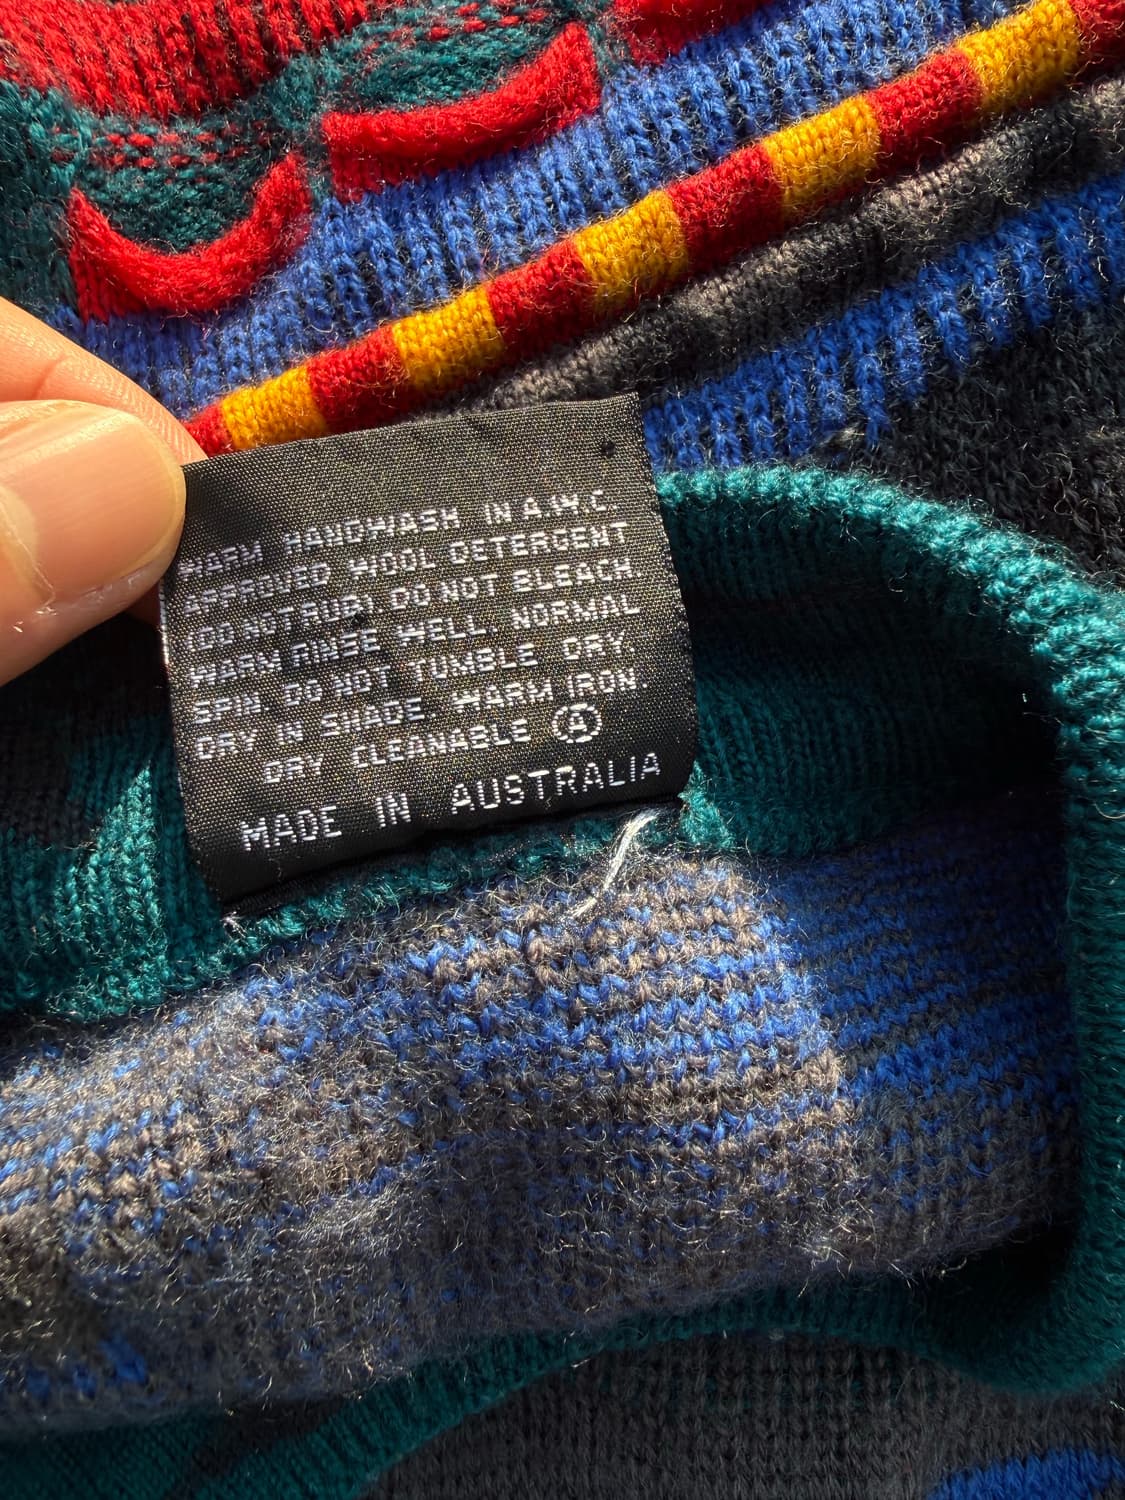 WARM HANDWASH IN A.W.C.
APPROVED WOOL DETERGENT
(DO NOT RUB). DO NOT BLEACH.
WARM RINSE WELL. NORMAL
SPIN. DO NOT TUMBLE DRY.
DRY IN SHADE. WARM IRON.
DRY CLEANABLE Ⓐ
MADE IN AUSTRALIA